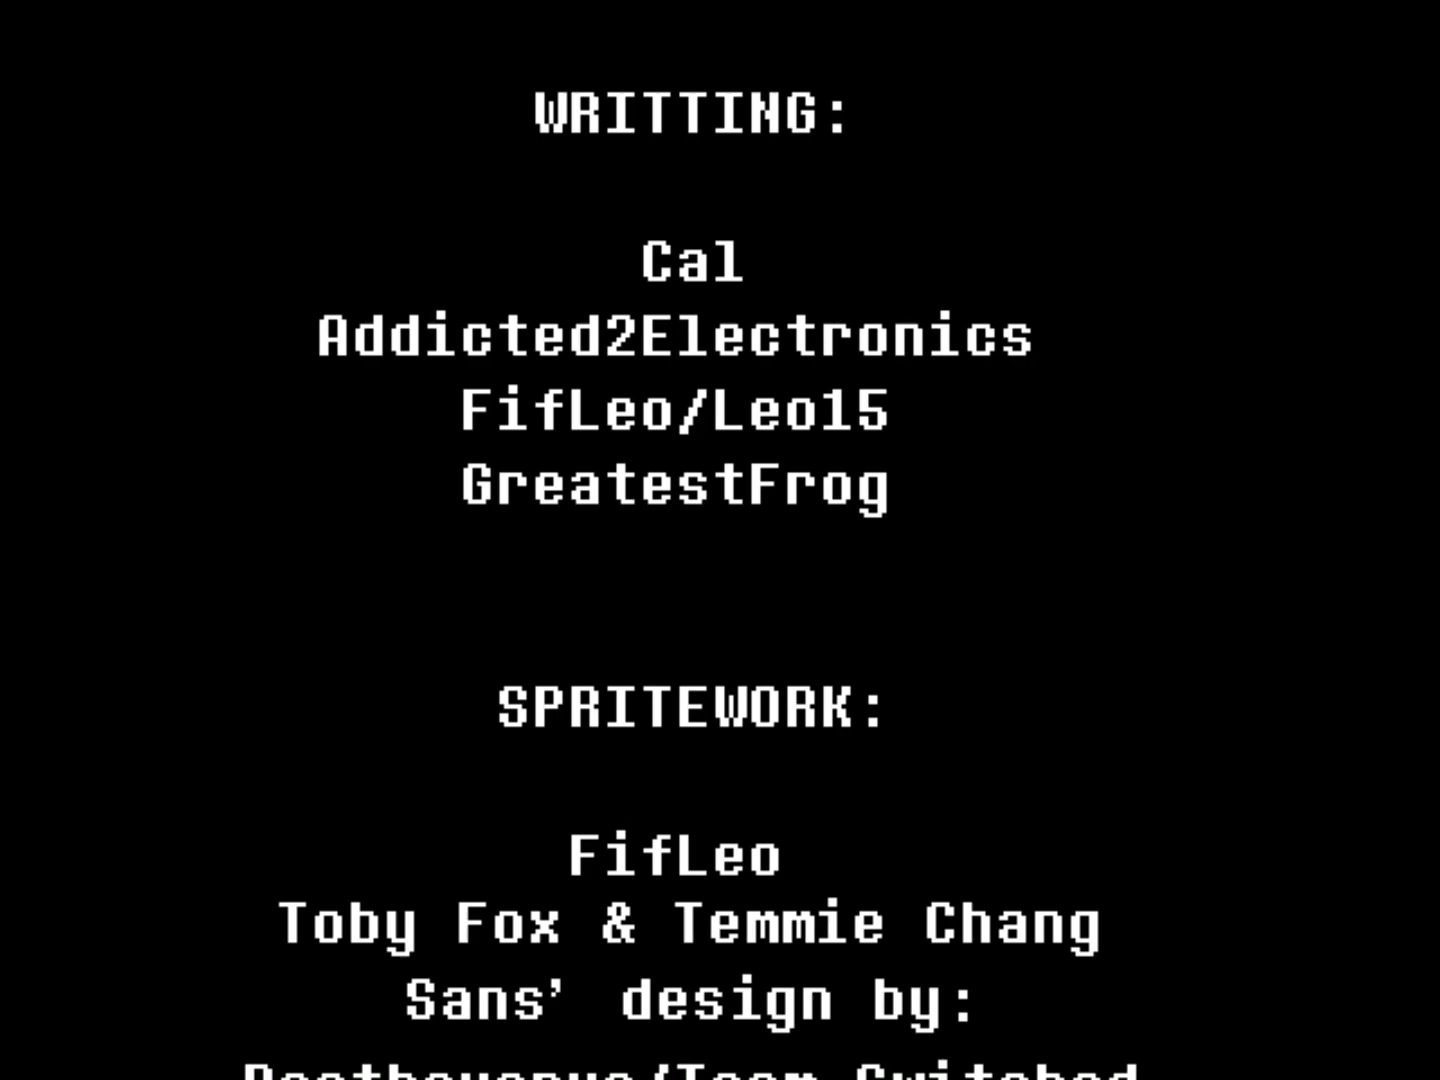 WRITTING:
Cal
Addicted2Electronics
FifLeo/Leo15
GreatestFrog
SPRITEWORK:
FifLeo
Toby Fox & Temmie Chang
Sans’ design by: